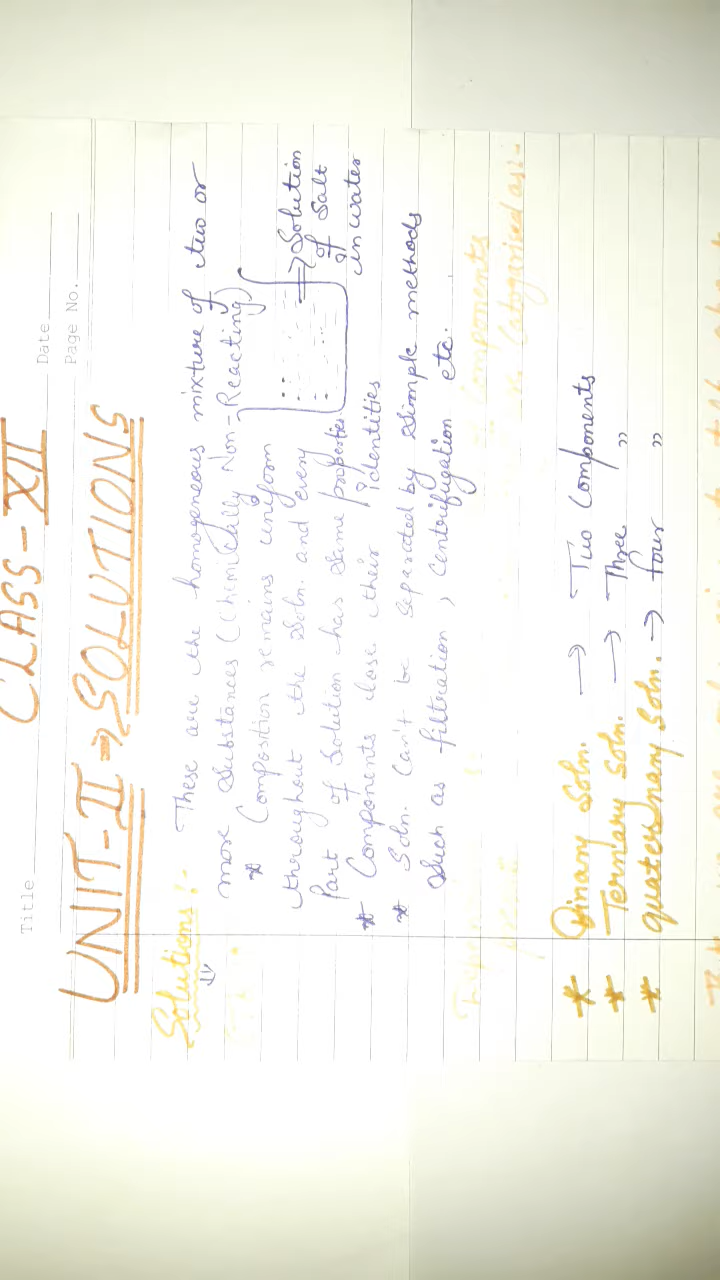 CLASS-XII
Title
Date
Page No.
UNIT-II ⇒ SOLUTIONS
Solutions:-
These are the homogeneous mixture of two or
more Substances (Chemically Non-Reacting)
* Composition remains uniform
throughout the Soln. and every
Part of Solution has Same properties.
⇒ Solution
of Salt
in water
* Components lose their identities
* Soln. Can't be separated by simple methods
Such as filtration, Centrifugation etc.
Components
Catogorised as:-
* Binary Soln. → Two Components
* Ternary Soln. → Three "
* quaternary Soln. → four "